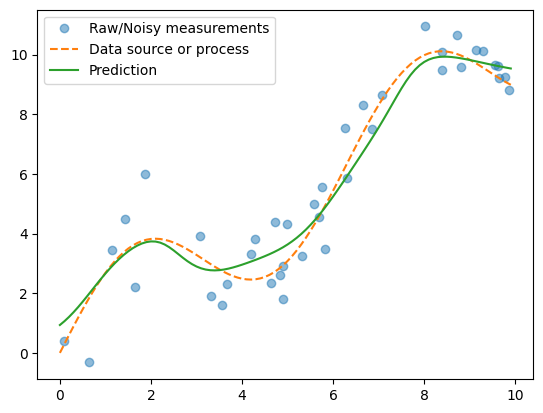 Raw/Noisy measurements
Data source or process
Prediction
10
8
6
4
2
0
0 2 4 6 8 10